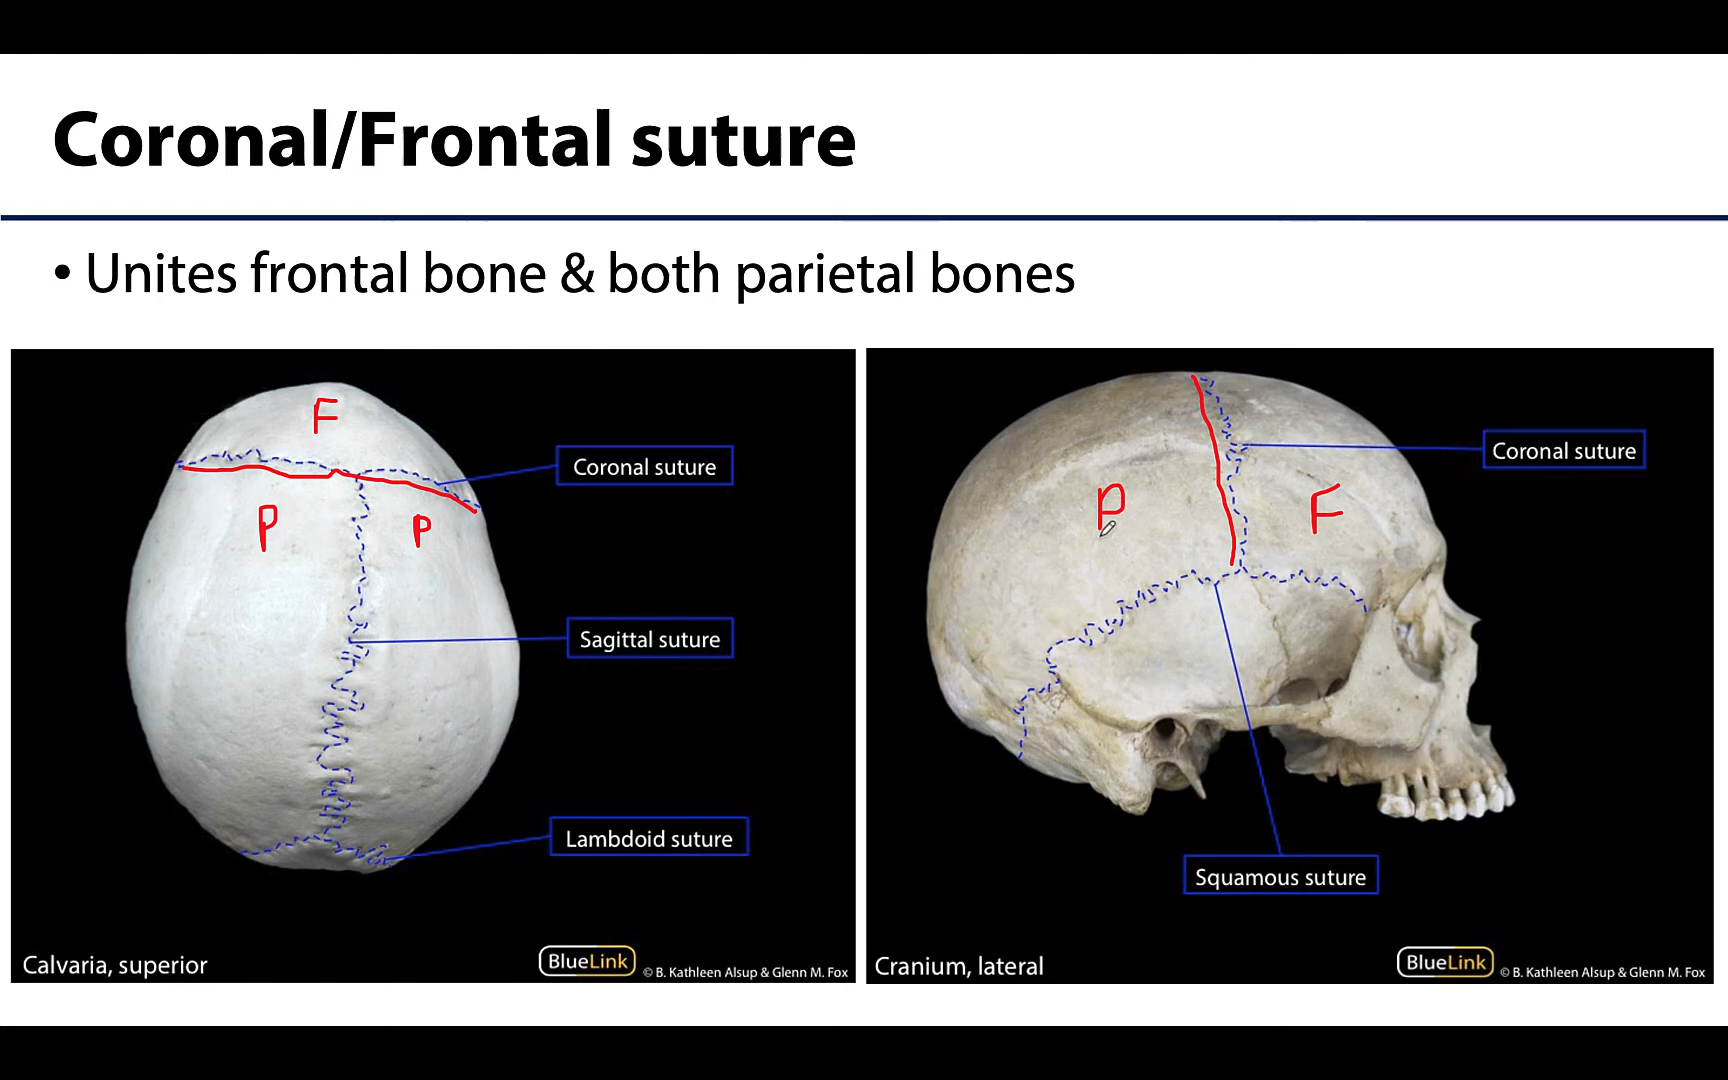 Coronal/Frontal suture
• Unites frontal bone & both parietal bones
F
P
P
Coronal suture
Sagittal suture
Lambdoid suture
Calvaria, superior
BlueLink
© B. Kathleen Alsup & Glenn M. Fox
P
F
Coronal suture
Squamous suture
Cranium, lateral
BlueLink
© B. Kathleen Alsup & Glenn M. Fox